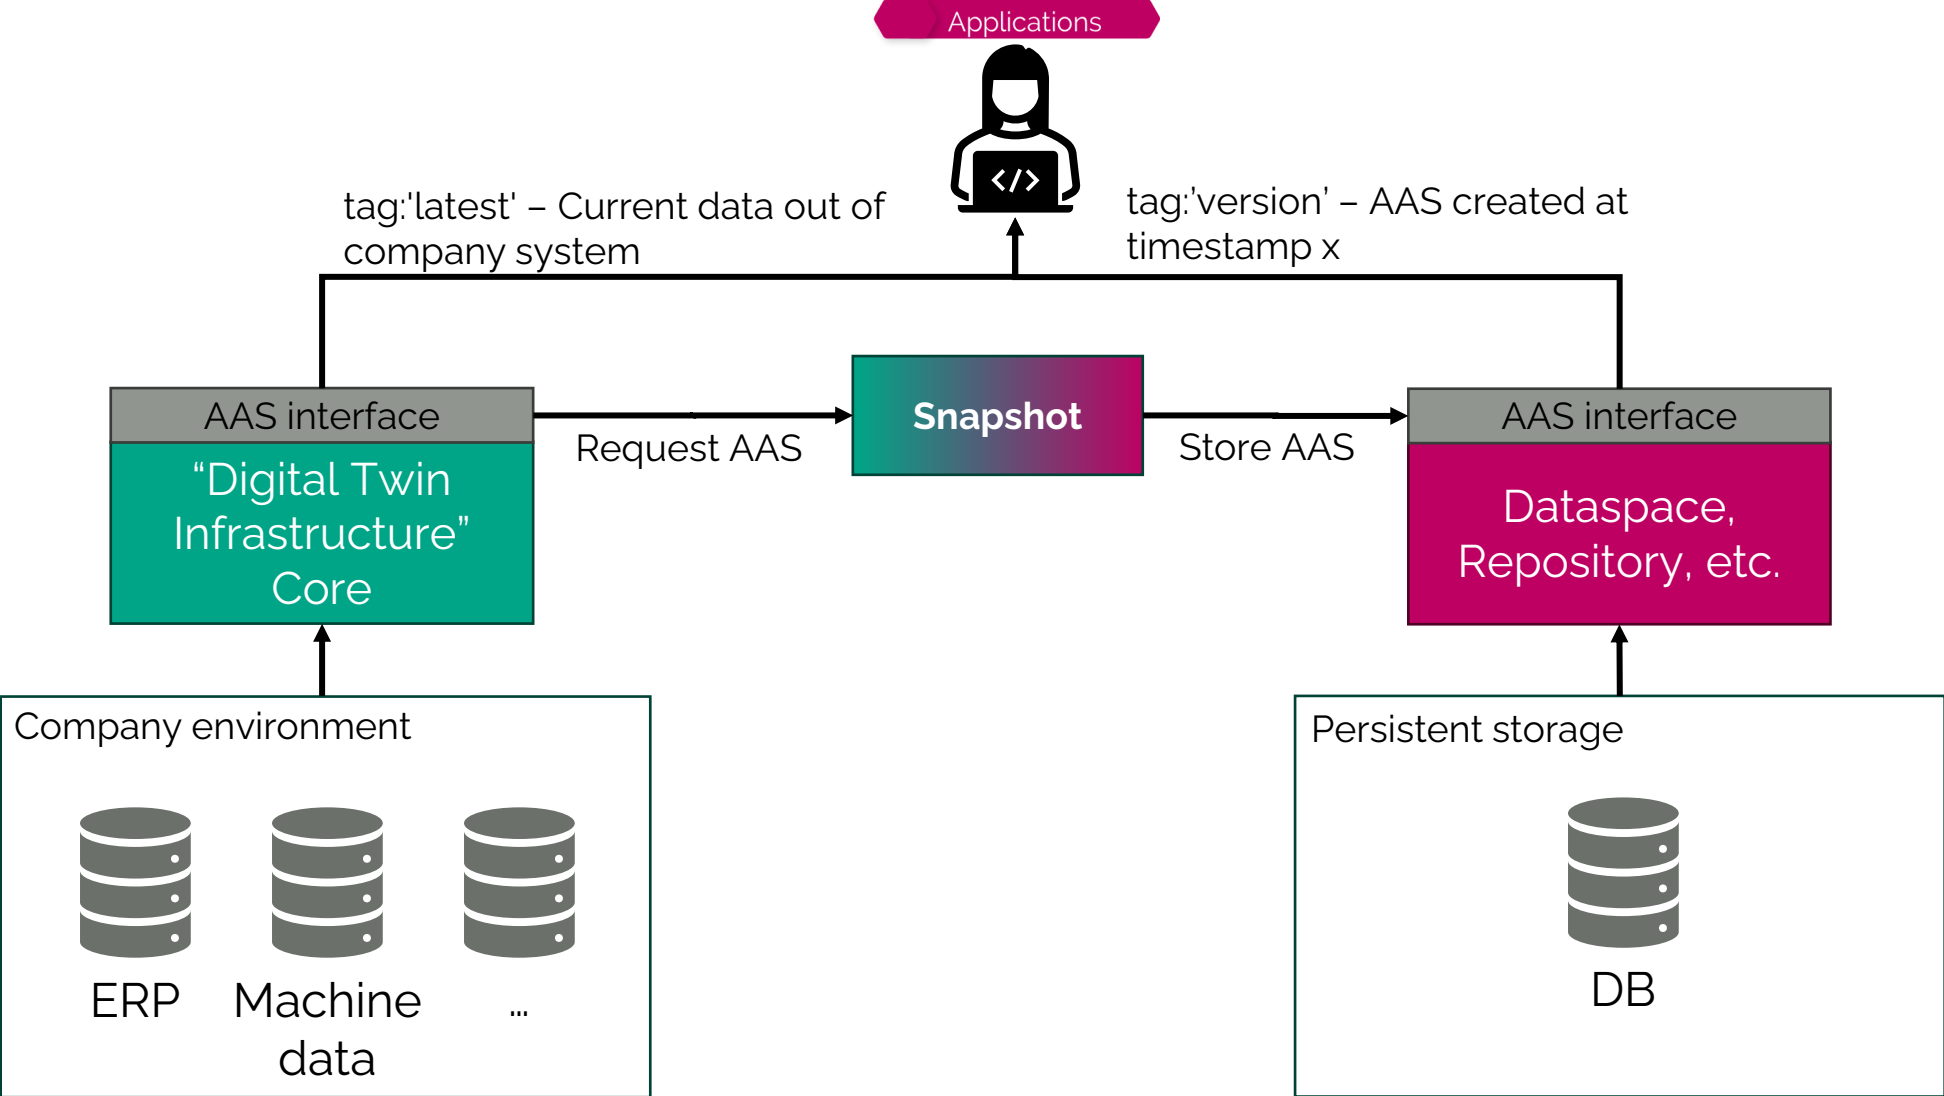 Applications
</>
tag:'latest' – Current data out of
company system
tag:’version’ – AAS created at
timestamp x
AAS interface
“Digital Twin
Infrastructure”
Core
Request AAS
Snapshot
Store AAS
AAS interface
Dataspace,
Repository, etc.
Company environment
ERP
Machine
data
...
Persistent storage
DB